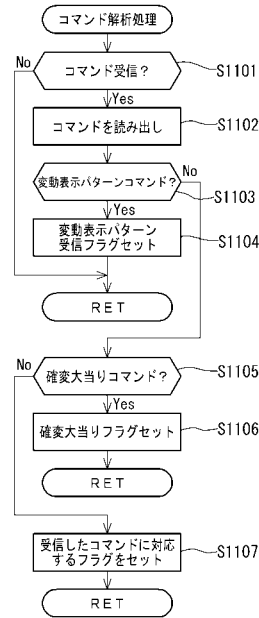 コマンド解析処理
No
コマンド受信？
S1101
Yes
コマンドを読み出し
S1102
No
変動表示パターンコマンド？
S1103
Yes
変動表示パターン
受信フラグセット
S1104
RET
No
確変大当りコマンド？
S1105
Yes
確変大当りフラグセット
S1106
RET
受信したコマンドに対応
するフラグをセット
S1107
RET